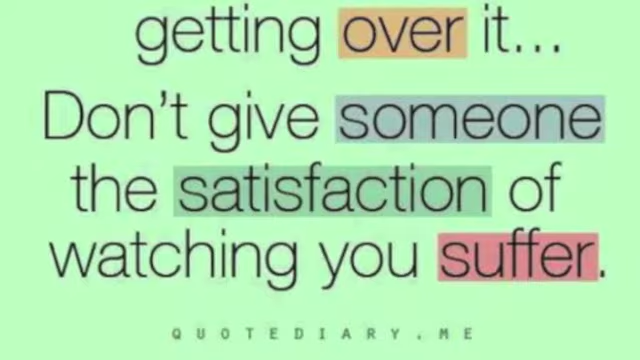 getting over it...
Don't give someone
the satisfaction of
watching you suffer.
QUOTEDIARY.ME